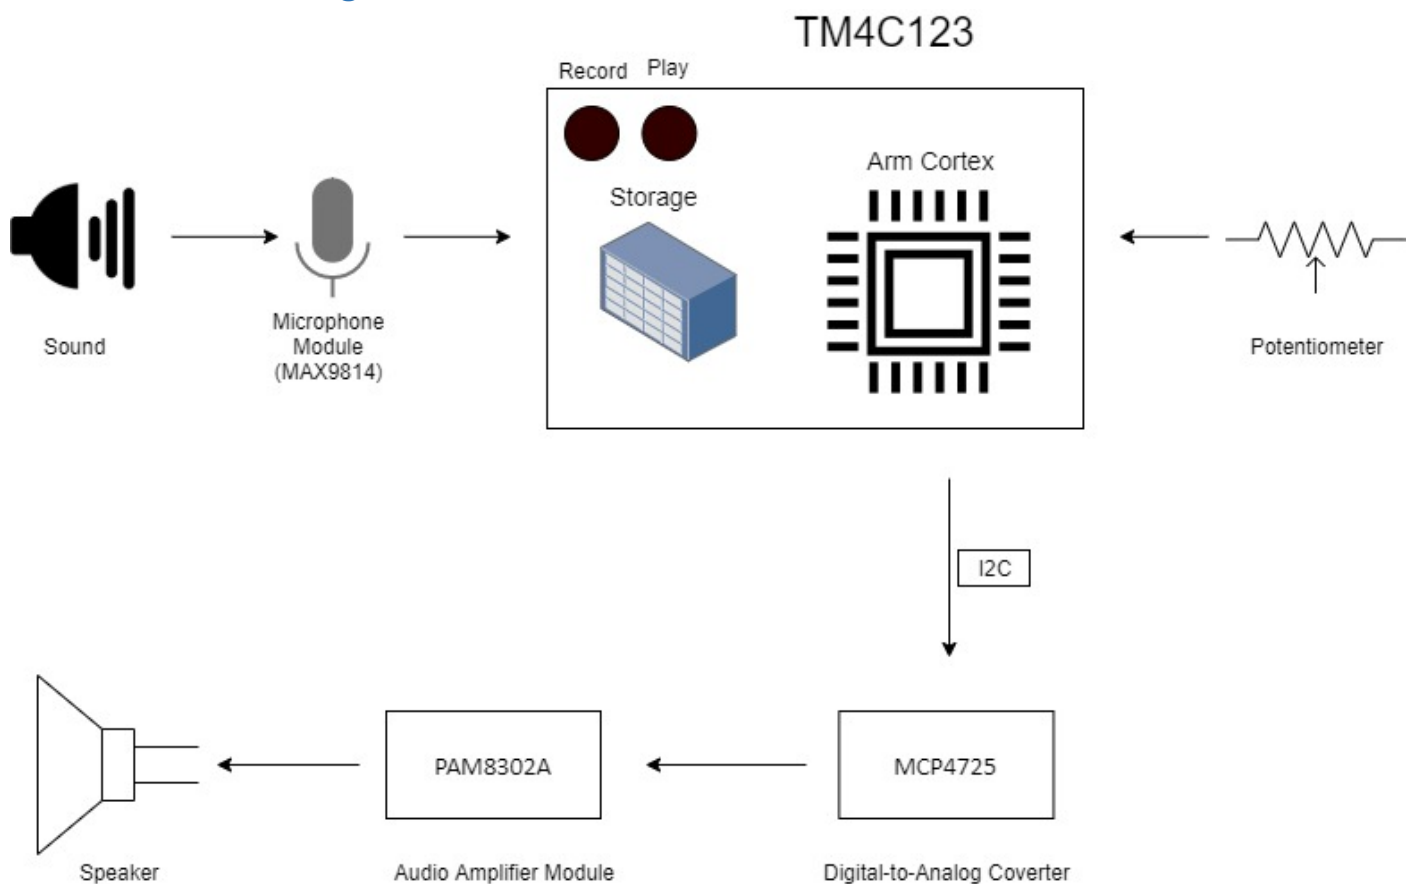 TM4C123
Record Play
Arm Cortex
Storage
Sound
Microphone
Module
(MAX9814)
Potentiometer
I2C
PAM8302A
MCP4725
Speaker
Audio Amplifier Module
Digital-to-Analog Coverter